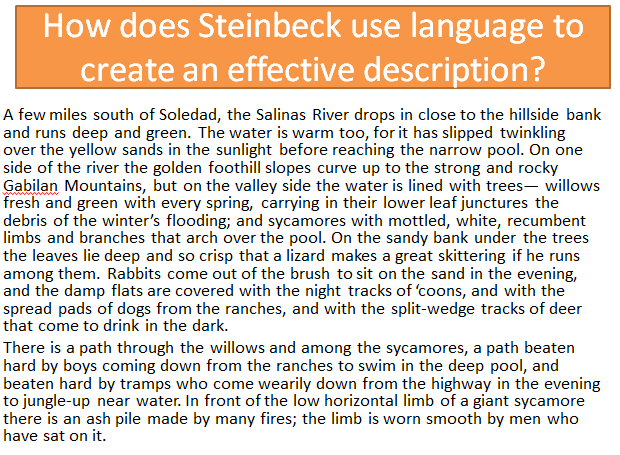 How does Steinbeck use language to
create an effective description?
A few miles south of Soledad, the Salinas River drops in close to the hillside bank
and runs deep and green. The water is warm too, for it has slipped twinkling
over the yellow sands in the sunlight before reaching the narrow pool. On one
side of the river the golden foothill slopes curve up to the strong and rocky
Gabilan Mountains, but on the valley side the water is lined with trees— willows
fresh and green with every spring, carrying in their lower leaf junctures the
debris of the winter’s flooding; and sycamores with mottled, white, recumbent
limbs and branches that arch over the pool. On the sandy bank under the trees
the leaves lie deep and so crisp that a lizard makes a great skittering if he runs
among them. Rabbits come out of the brush to sit on the sand in the evening,
and the damp flats are covered with the night tracks of ‘coons, and with the
spread pads of dogs from the ranches, and with the split-wedge tracks of deer
that come to drink in the dark.
There is a path through the willows and among the sycamores, a path beaten
hard by boys coming down from the ranches to swim in the deep pool, and
beaten hard by tramps who come wearily down from the highway in the evening
to jungle-up near water. In front of the low horizontal limb of a giant sycamore
there is an ash pile made by many fires; the limb is worn smooth by men who
have sat on it.